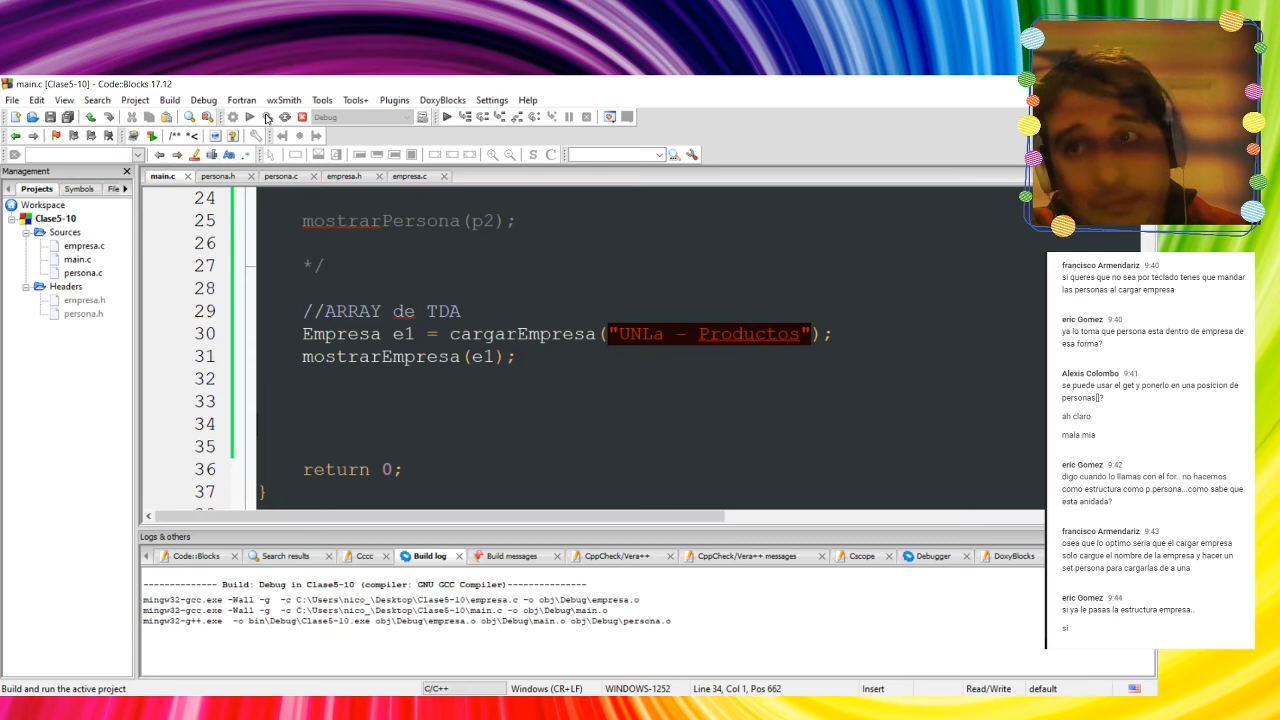 main.c [Clase5-10] - Code::Blocks 17.12
File Edit View Search Project Build Debug Fortran wxSmith Tools Tools+ Plugins DoxyBlocks Settings Help
Debug
Management
Projects Symbols File
Workspace
Clase5-10
Sources
empresa.c
main.c
persona.c
Headers
empresa.h
persona.h
main.c persona.h persona.c empresa.h empresa.c
24
25 mostrarPersona(p2);
26
27 */
28
29 //ARRAY de TDA
30 Empresa e1 = cargarEmpresa("UNLa - Productos");
31 mostrarEmpresa(e1);
32
33
34
35
36 return 0;
37 }
Logs & others
Code::Blocks Search results Cccc Build log Build messages CppCheck/Vera++ CppCheck/Vera++ messages Cscope Debugger DoxyBlocks
-------------- Build: Debug in Clase5-10 (compiler: GNU GCC Compiler)---------------
mingw32-gcc.exe -Wall -g -c C:\Users\nico_\Desktop\Clase5-10\empresa.c -o obj\Debug\empresa.o
mingw32-gcc.exe -Wall -g -c C:\Users\nico_\Desktop\Clase5-10\main.c -o obj\Debug\main.o
mingw32-g++.exe -o bin\Debug\Clase5-10.exe obj\Debug\empresa.o obj\Debug\main.o obj\Debug\persona.o
Build and run the active project C/C++ Windows (CR+LF) WINDOWS-1252 Line 34, Col 1, Pos 662 Insert Read/Write default
francisco Armendariz 9:40
si queres que no sea por teclado tenes que mandar
las personas al cargar empresa
eric Gomez 9:40
ya lo toma que persona esta dentro de empresa de
esa forma?
Alexis Colombo 9:41
se puede usar el get y ponerlo en una posicion de
personas[]?
ah claro
mala mia
eric Gomez 9:42
digo cuando lo llamas con el for.. no hacemos
como estructura como p.persona...como sabe que
esta anidada?
francisco Armendariz 9:43
osea que lo optimo seria que el cargar empresa
solo cargue el nombre de la empresa y hacer un
set persona para cargarlas de a una
eric Gomez 9:44
si ya le pasas la estructura empresa..
si